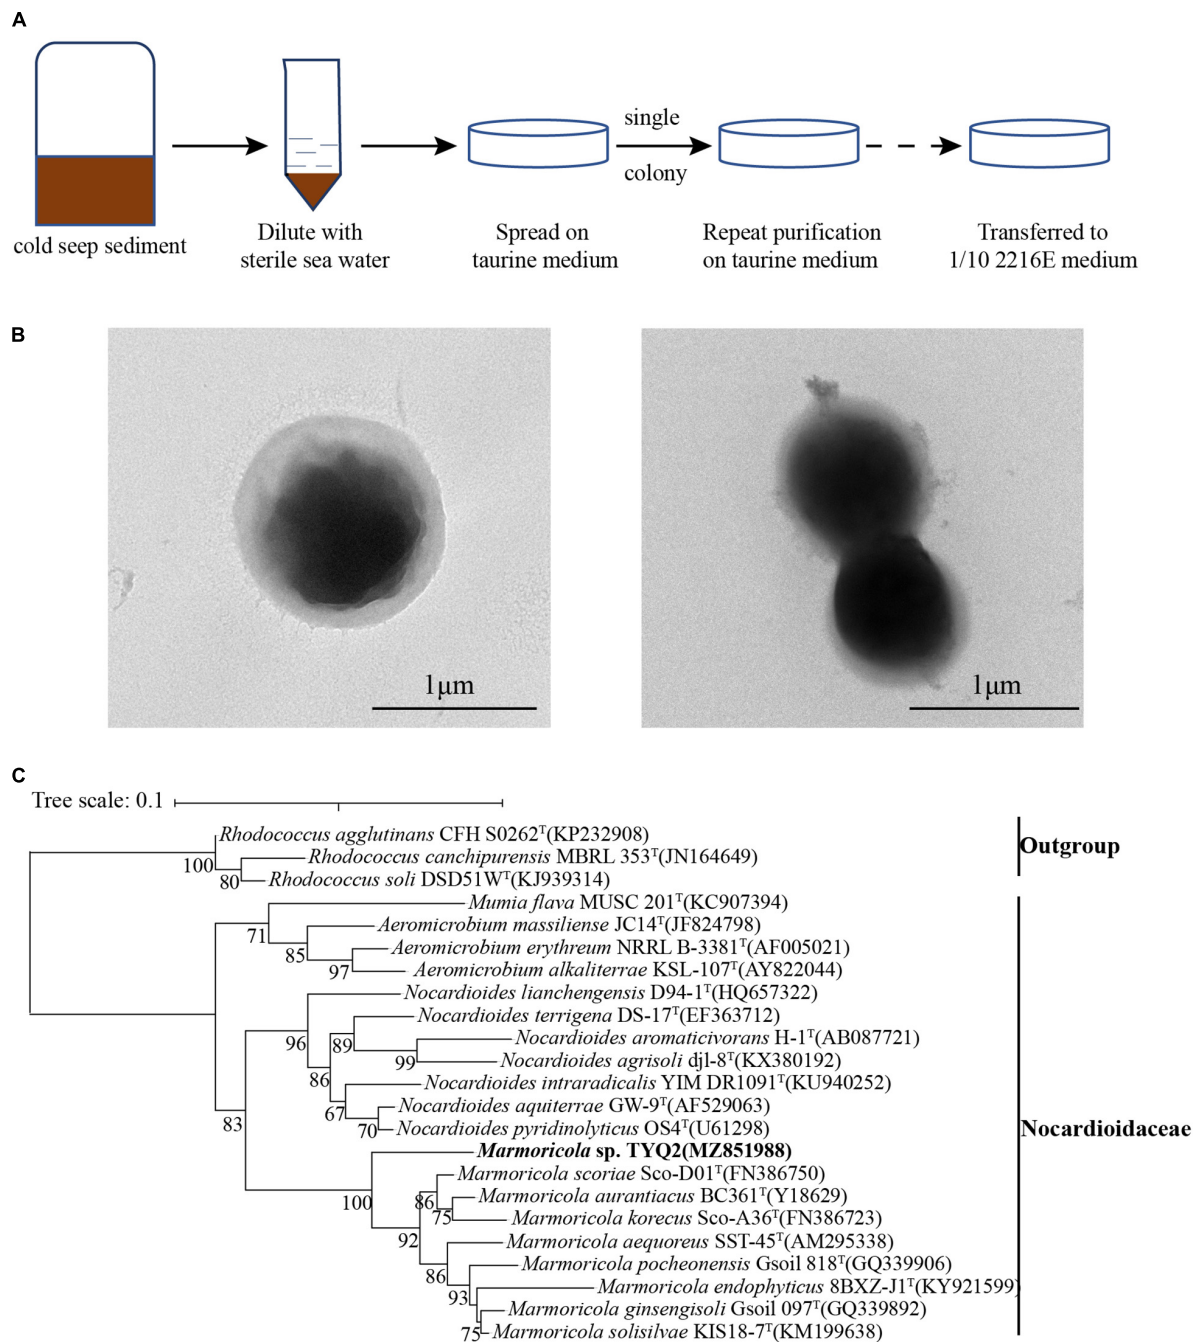 A
single
colony
cold seep sediment
Dilute with
sterile sea water
Spread on
taurine medium
Repeat purification
on taurine medium
Transferred to
1/10 2216E medium
B
1μm
1μm
C
Tree scale: 0.1
Rhododoccus agglutinans CFH S0262ᵀ(KP232908)
Rhodococcus canchipurensis MBRL 353ᵀ(JN164649)
100
80
Rhodococcus soli DSD51Wᵀ(KJ939314)
Outgroup
Mumia flava MUSC 201ᵀ(KC907394)
Aeromicrobium massiliense JC14ᵀ(JF824798)
71
Aeromicrobium erythreum NRRL B-3381ᵀ(AF005021)
85
Aeromicrobium alkaliterrae KSL-107ᵀ(AY822044)
97
Nocardioides lianchengensis D94-1ᵀ(HQ657322)
Nocardioides terrigena DS-17ᵀ(EF363712)
Nocardioides aromaticivorans H-1ᵀ(AB087721)
96
89
Nocardioides agrisoli djl-8ᵀ(KX380192)
99
86
Nocardioides intraradicalis YIM DR1091ᵀ(KU940252)
Nocardioides aquiterrae GW-9ᵀ(AF529063)
67
83
Nocardioides pyridinolyticus OS4ᵀ(U61298)
70
Nocardioidaceae
Marmoricola sp. TYQ2(MZ851988)
Marmoricola scoriae Sco-D01ᵀ(FN386750)
Marmoricola aurantiacus BC361ᵀ(Y18629)
100
86
Marmoricola korecus Sco-A36ᵀ(FN386723)
75
Marmoricola aequoreus SST-45ᵀ(AM295338)
92
Marmoricola pocheonensis Gsoil 818ᵀ(GQ339906)
86
Marmoricola endophyticus 8BXZ-J1ᵀ(KY921599)
93
Marmoricola ginsengisoli Gsoil 097ᵀ(GQ339892)
Marmoricola solisilvae KIS18-7ᵀ(KM199638)
75